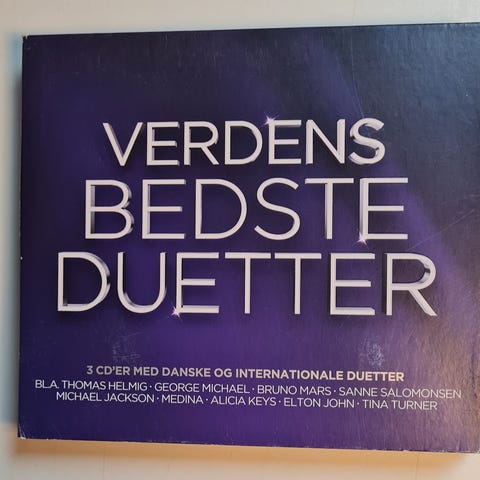 VERDENS
BEDSTE
DUETTER
3 CD'ER MED DANSKE OG INTERNATIONALE DUETTER
BL.A. THOMAS HELMIG · GEORGE MICHAEL · BRUNO MARS · SANNE SALOMONSEN
MICHAEL JACKSON · MEDINA · ALICIA KEYS · ELTON JOHN · TINA TURNER